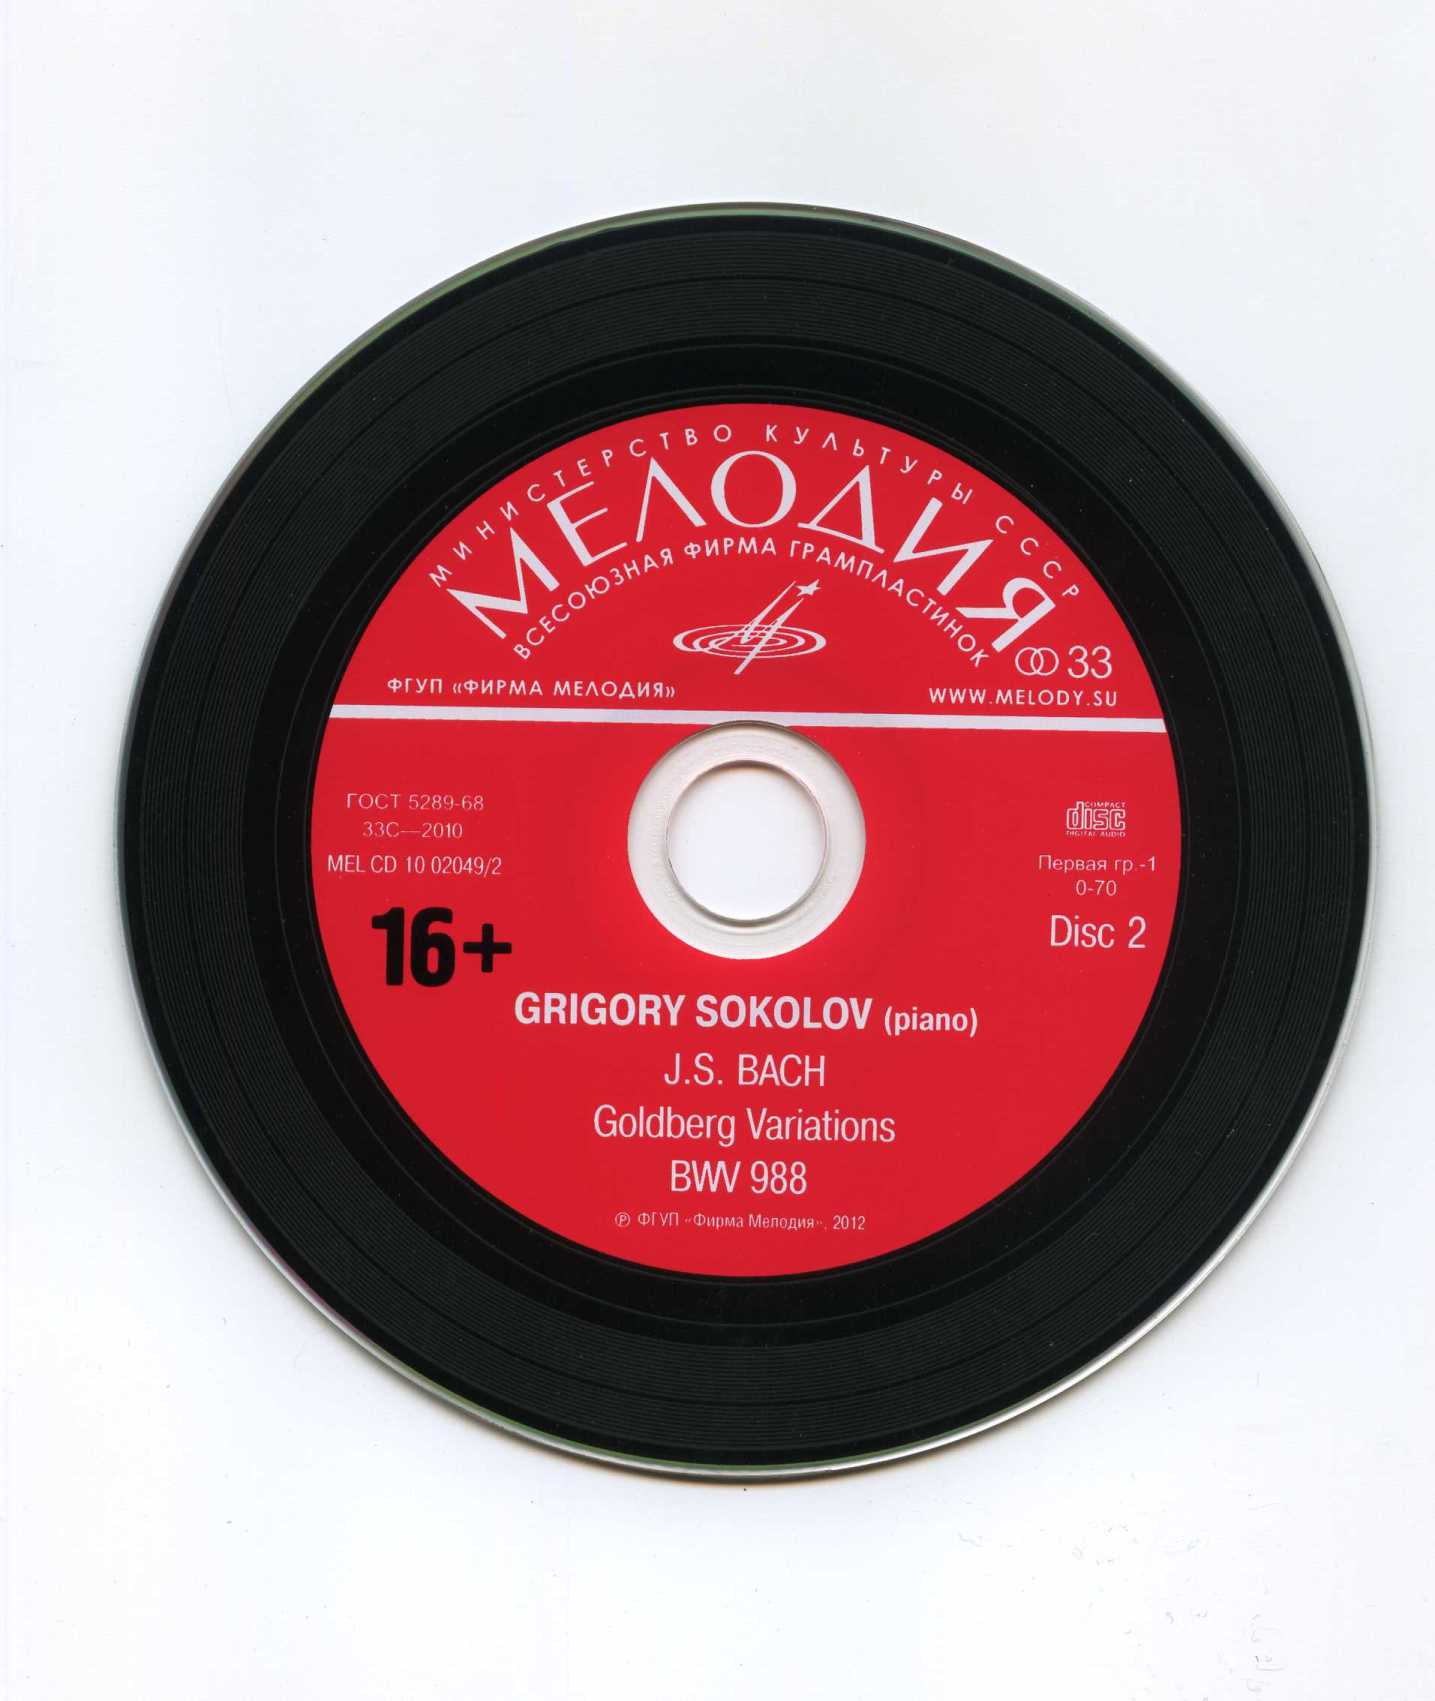 МИНИСТЕРСТВО КУЛЬТУРЫ СССР
МЕЛОДИЯ
ВСЕСОЮЗНАЯ ФИРМА ГРАМПЛАСТИНОК
33
ФГУП «ФИРМА МЕЛОДИЯ»
WWW.MELODY.SU
ГОСТ 5289-68
33С—2010
MEL CD 10 02049/2
16+
COMPACT
disc
DIGITAL AUDIO
Первая гр.-1
0-70
Disc 2
GRIGORY SOKOLOV (piano)
J.S. BACH
Goldberg Variations
BWV 988
℗ ФГУП «Фирма Мелодия», 2012